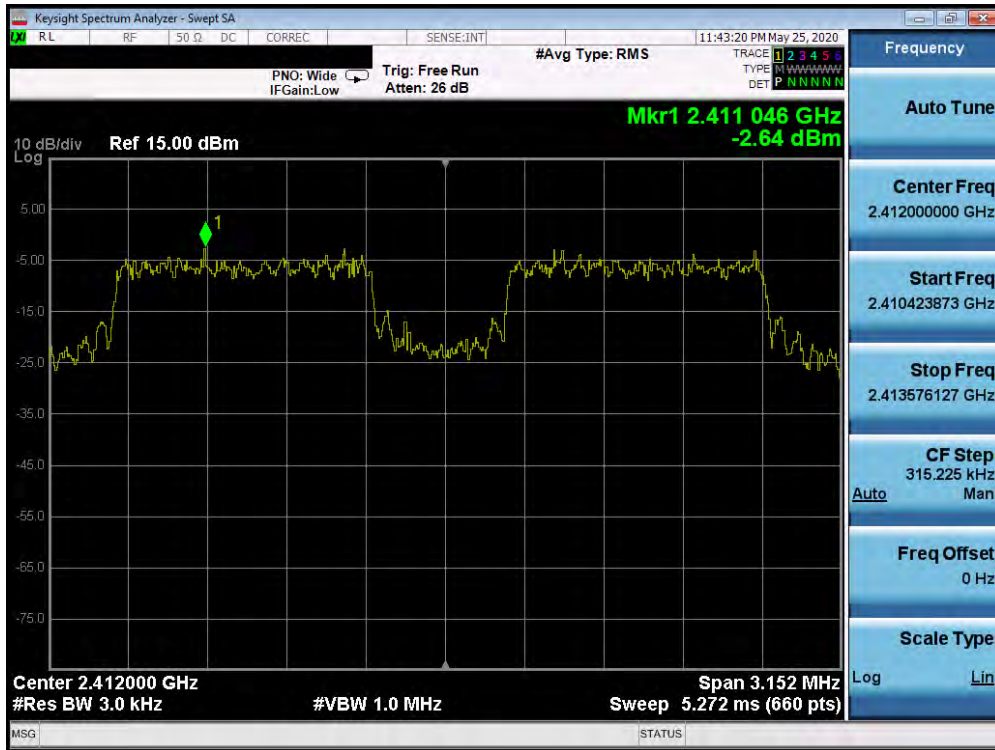 Keysight Spectrum Analyzer - Swept SA
LXI RL RF 50 Ω DC CORREC SENSE:INT 11:43:20 PM May 25, 2020
#Avg Type: RMS TRACE 1 2 3 4 5 6
PNO: Wide Trig: Free Run TYPE M W W W W W
IFGain:Low Atten: 26 dB DET P N N N N N
Mkr1 2.411 046 GHz
-2.64 dBm
10 dB/div Ref 15.00 dBm
Log
1
5.00
-5.00
-15.0
-25.0
-35.0
-45.0
-55.0
-65.0
-75.0
Center 2.412000 GHz Span 3.152 MHz
#Res BW 3.0 kHz #VBW 1.0 MHz Sweep 5.272 ms (660 pts)
MSG STATUS
Frequency
Auto Tune
Center Freq
2.412000000 GHz
Start Freq
2.410423873 GHz
Stop Freq
2.413576127 GHz
CF Step
315.225 kHz
Auto Man
Freq Offset
0 Hz
Scale Type
Log Lin